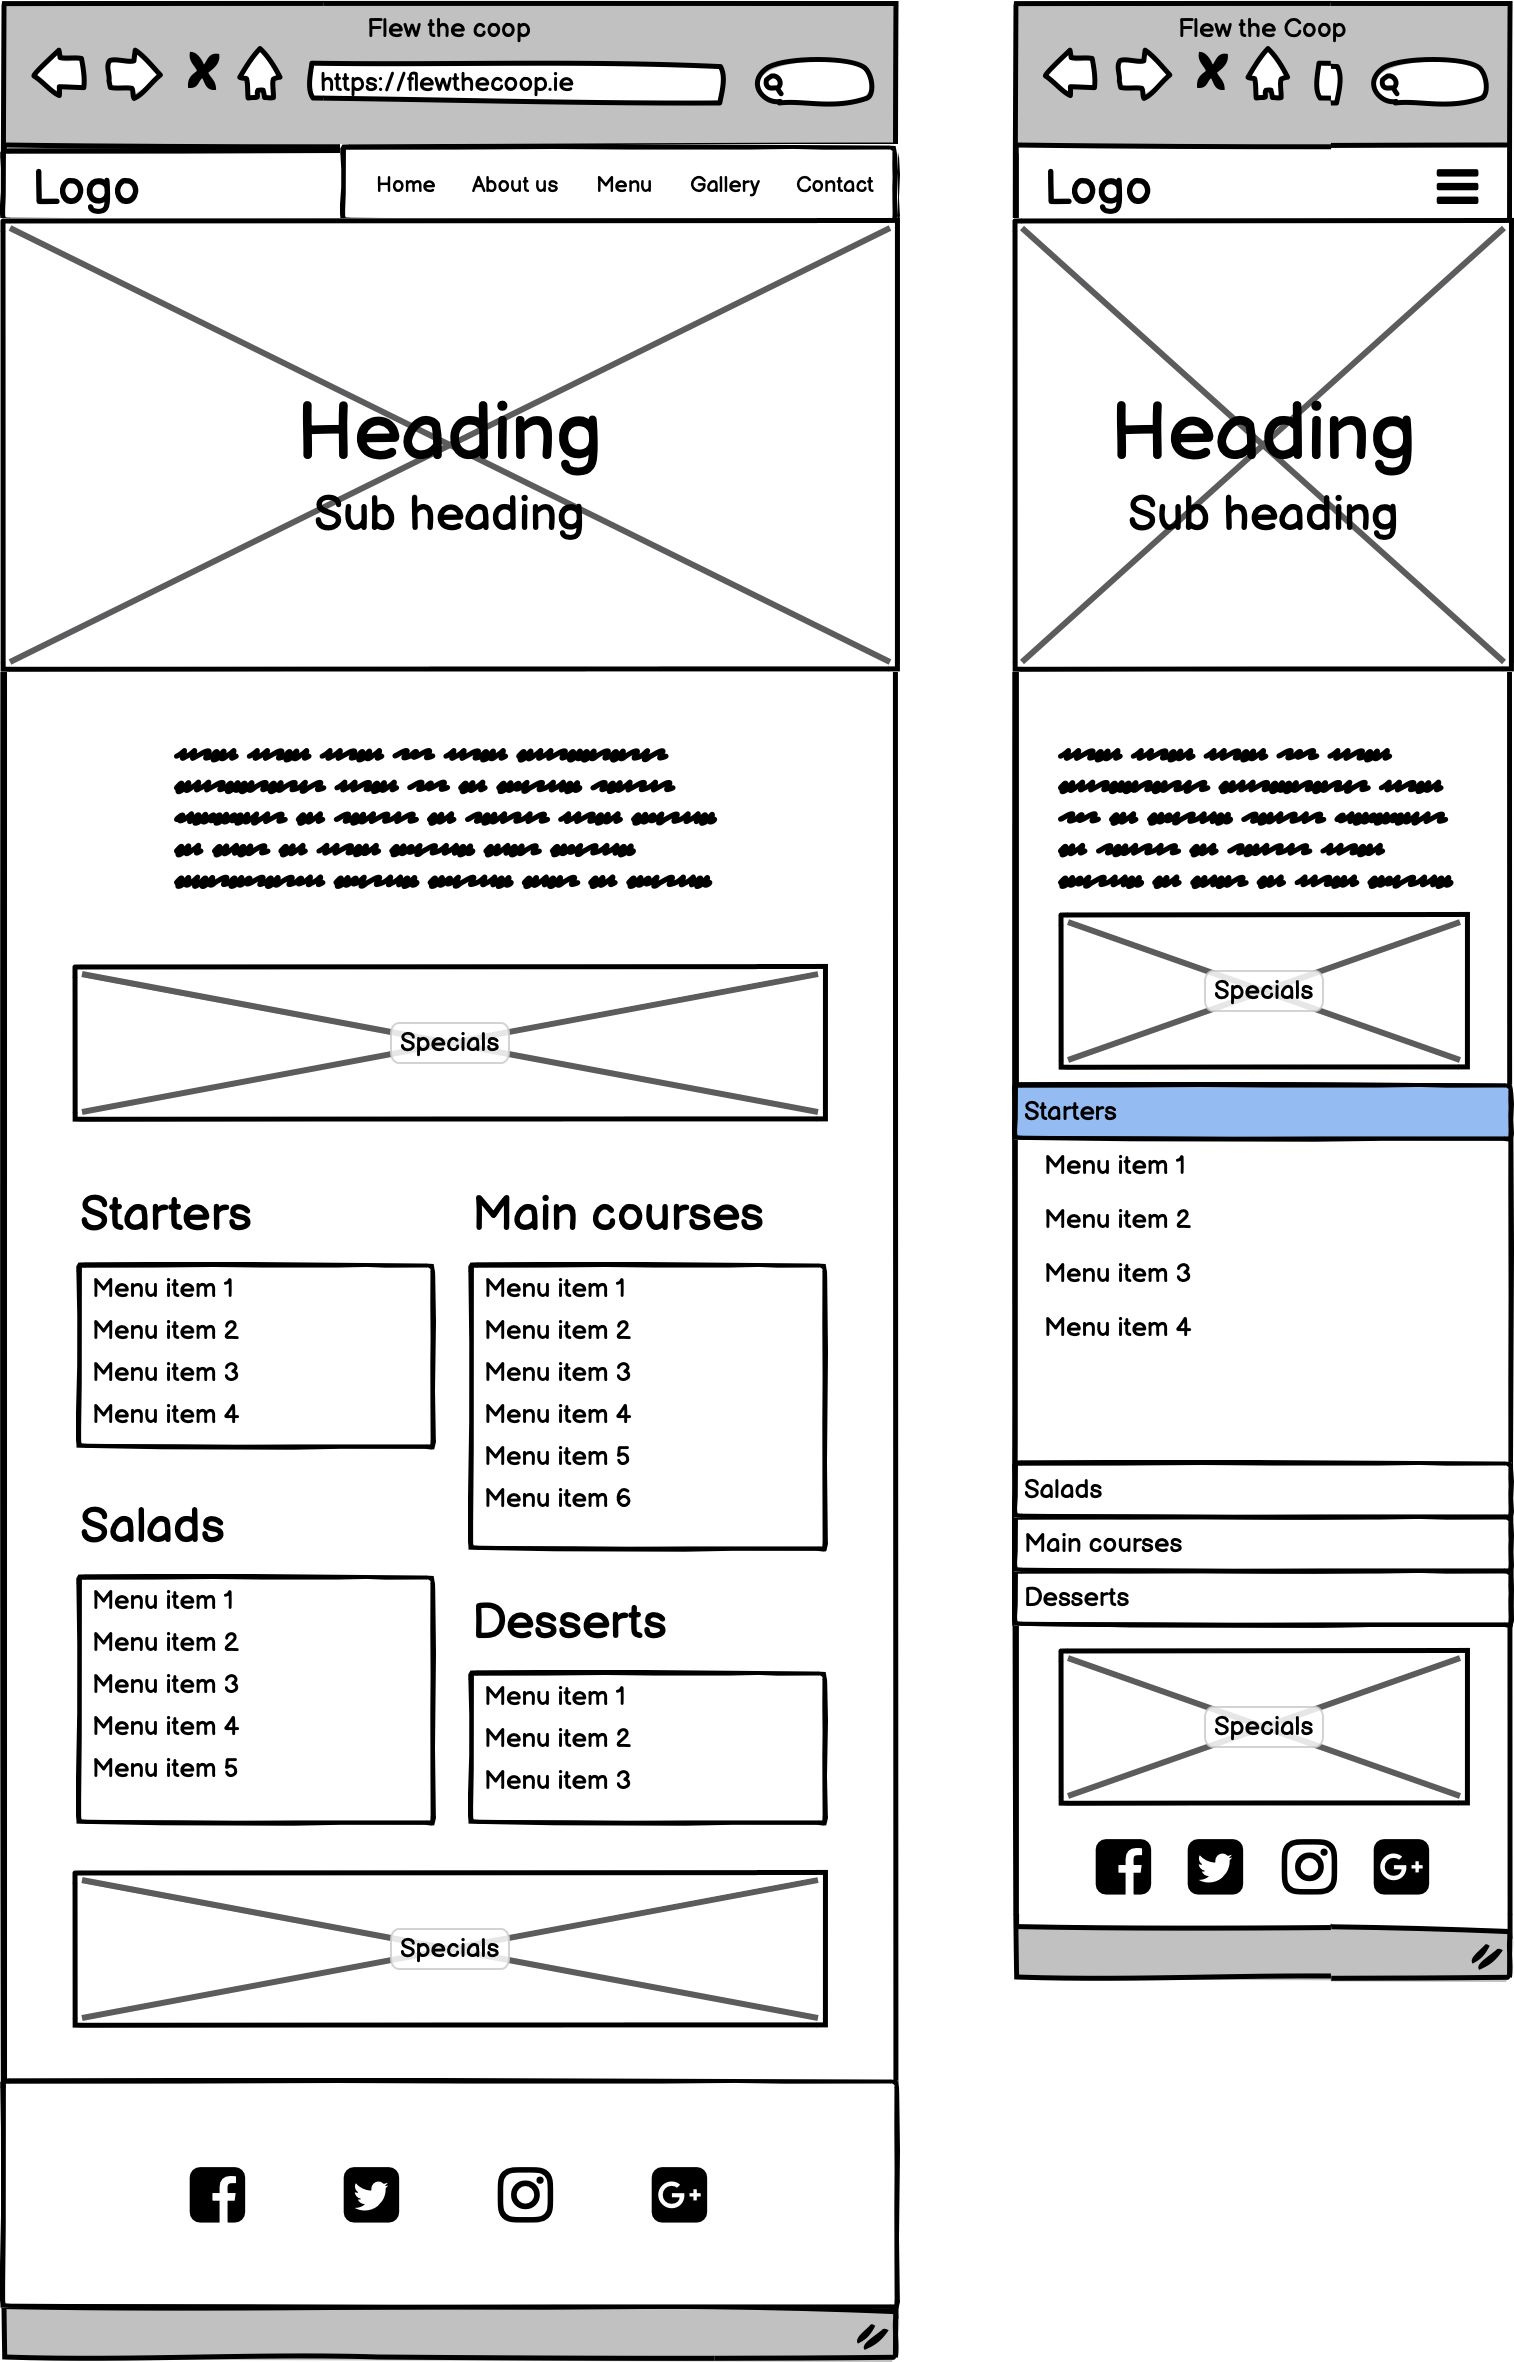 Flew the coop
https://flewthecoop.ie
Logo
Home About us Menu Gallery Contact
Heading
Sub heading
Specials
Starters
Menu item 1
Menu item 2
Menu item 3
Menu item 4
Salads
Menu item 1
Menu item 2
Menu item 3
Menu item 4
Menu item 5
Main courses
Menu item 1
Menu item 2
Menu item 3
Menu item 4
Menu item 5
Menu item 6
Desserts
Menu item 1
Menu item 2
Menu item 3
Specials
G+
Flew the Coop
Logo
Heading
Sub heading
Specials
Starters
Menu item 1
Menu item 2
Menu item 3
Menu item 4
Salads
Main courses
Desserts
Specials
G+